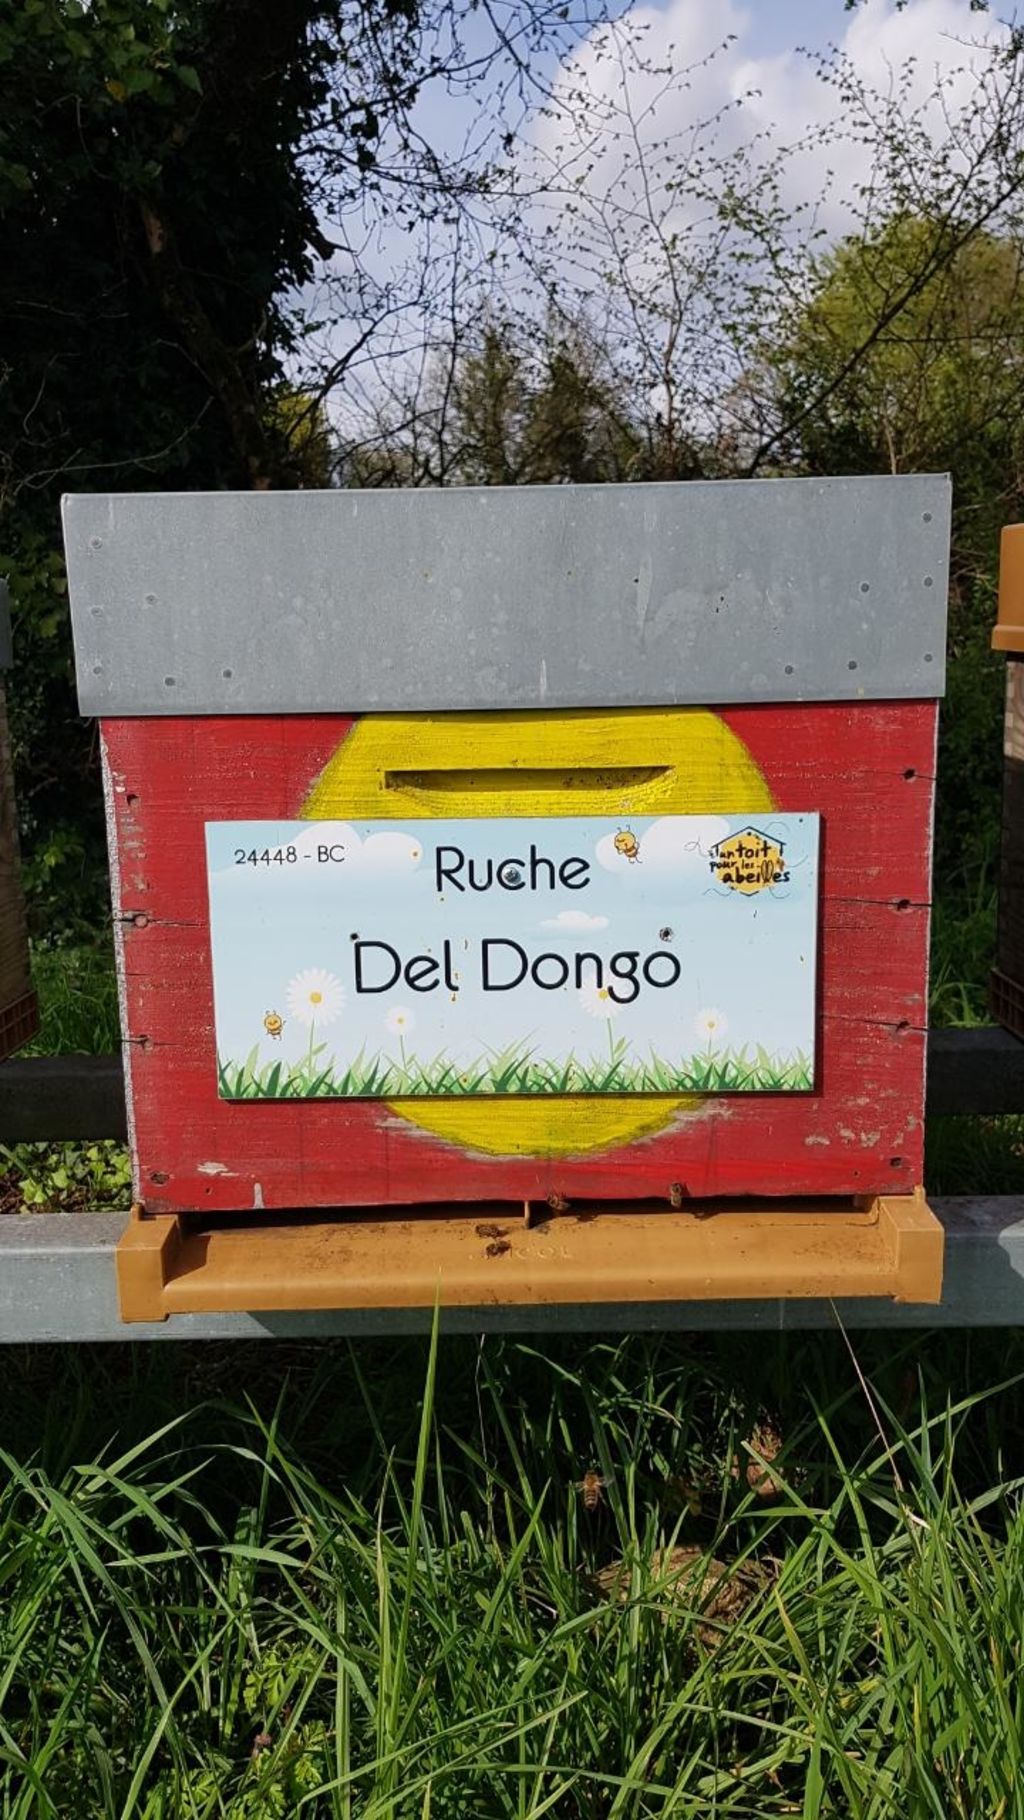 24448 - BC
Ruche
un toit
pour les
abeilles
Del Dongo